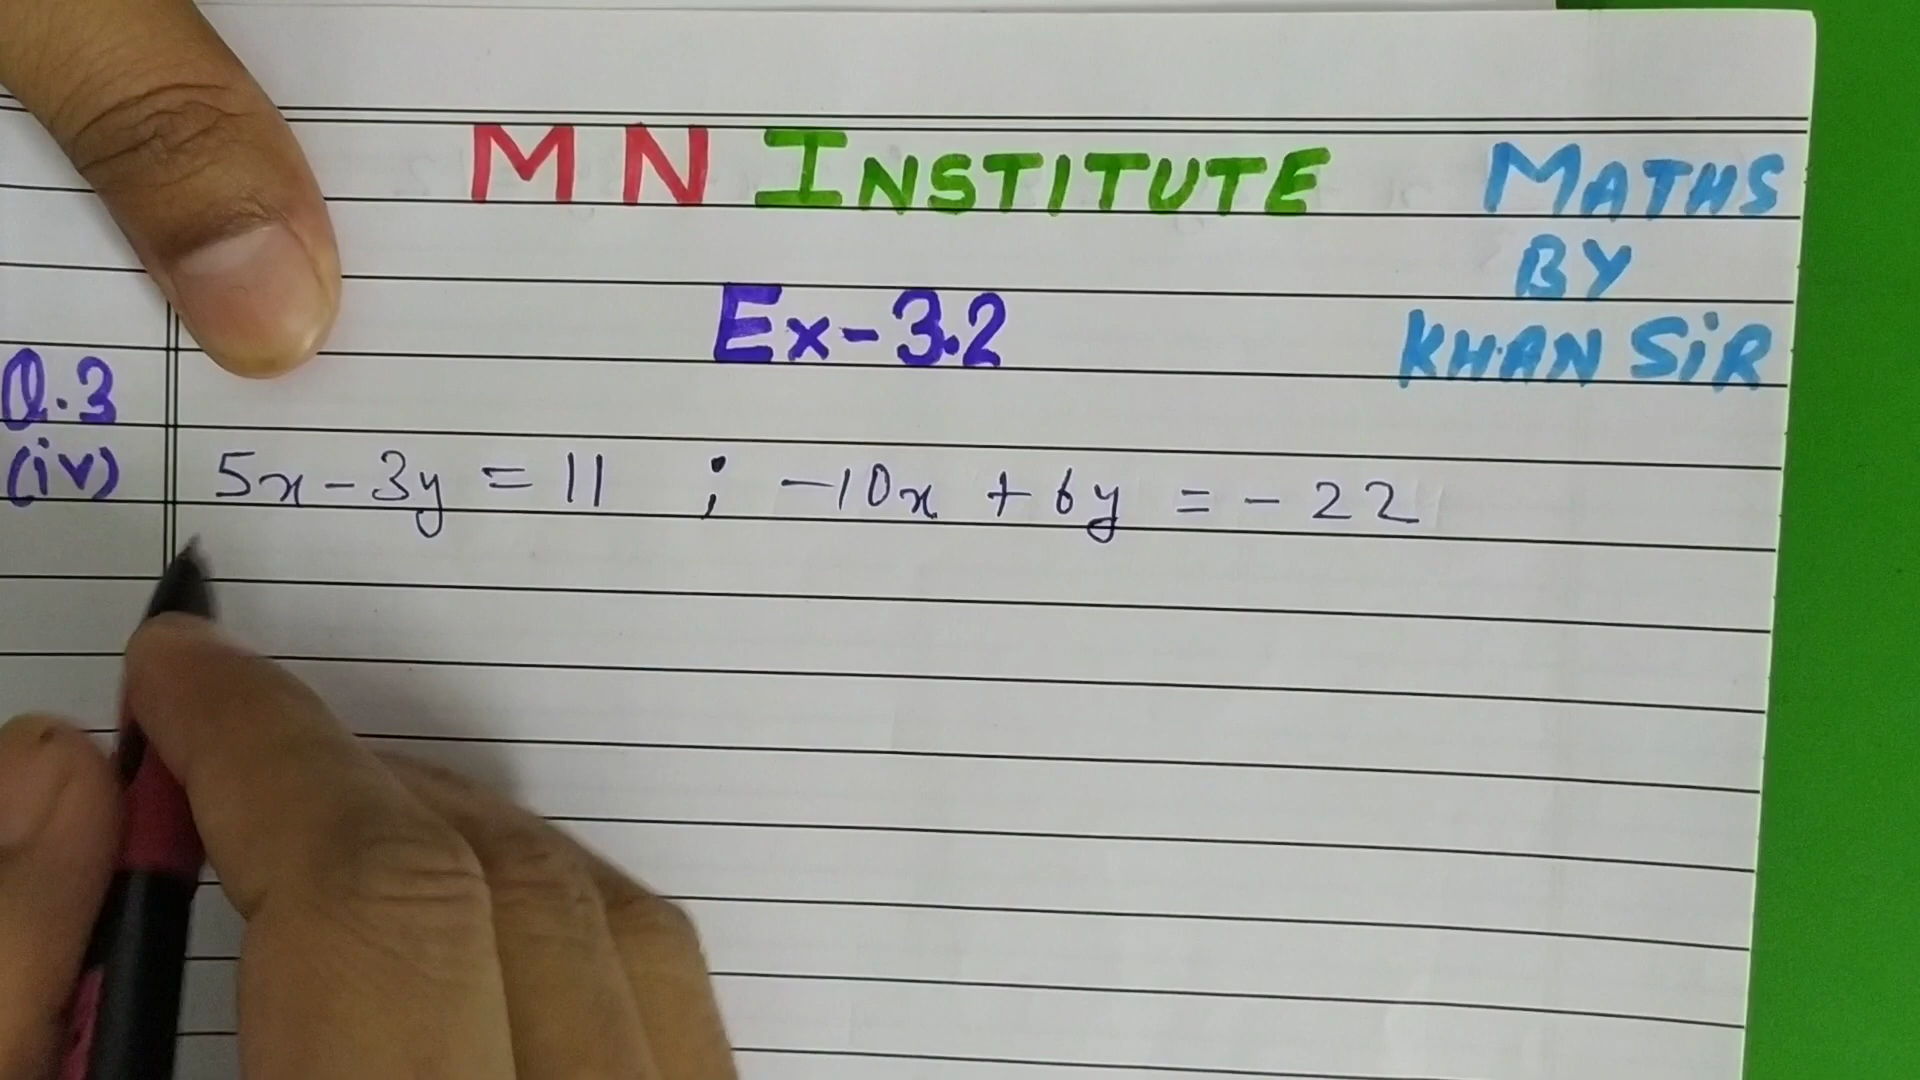 MN INSTITUTE
MATHS
BY
KHAN SiR
Ex-3.2
Q.3
(iv) 5x-3y = 11 ; -10x + 6y = -22